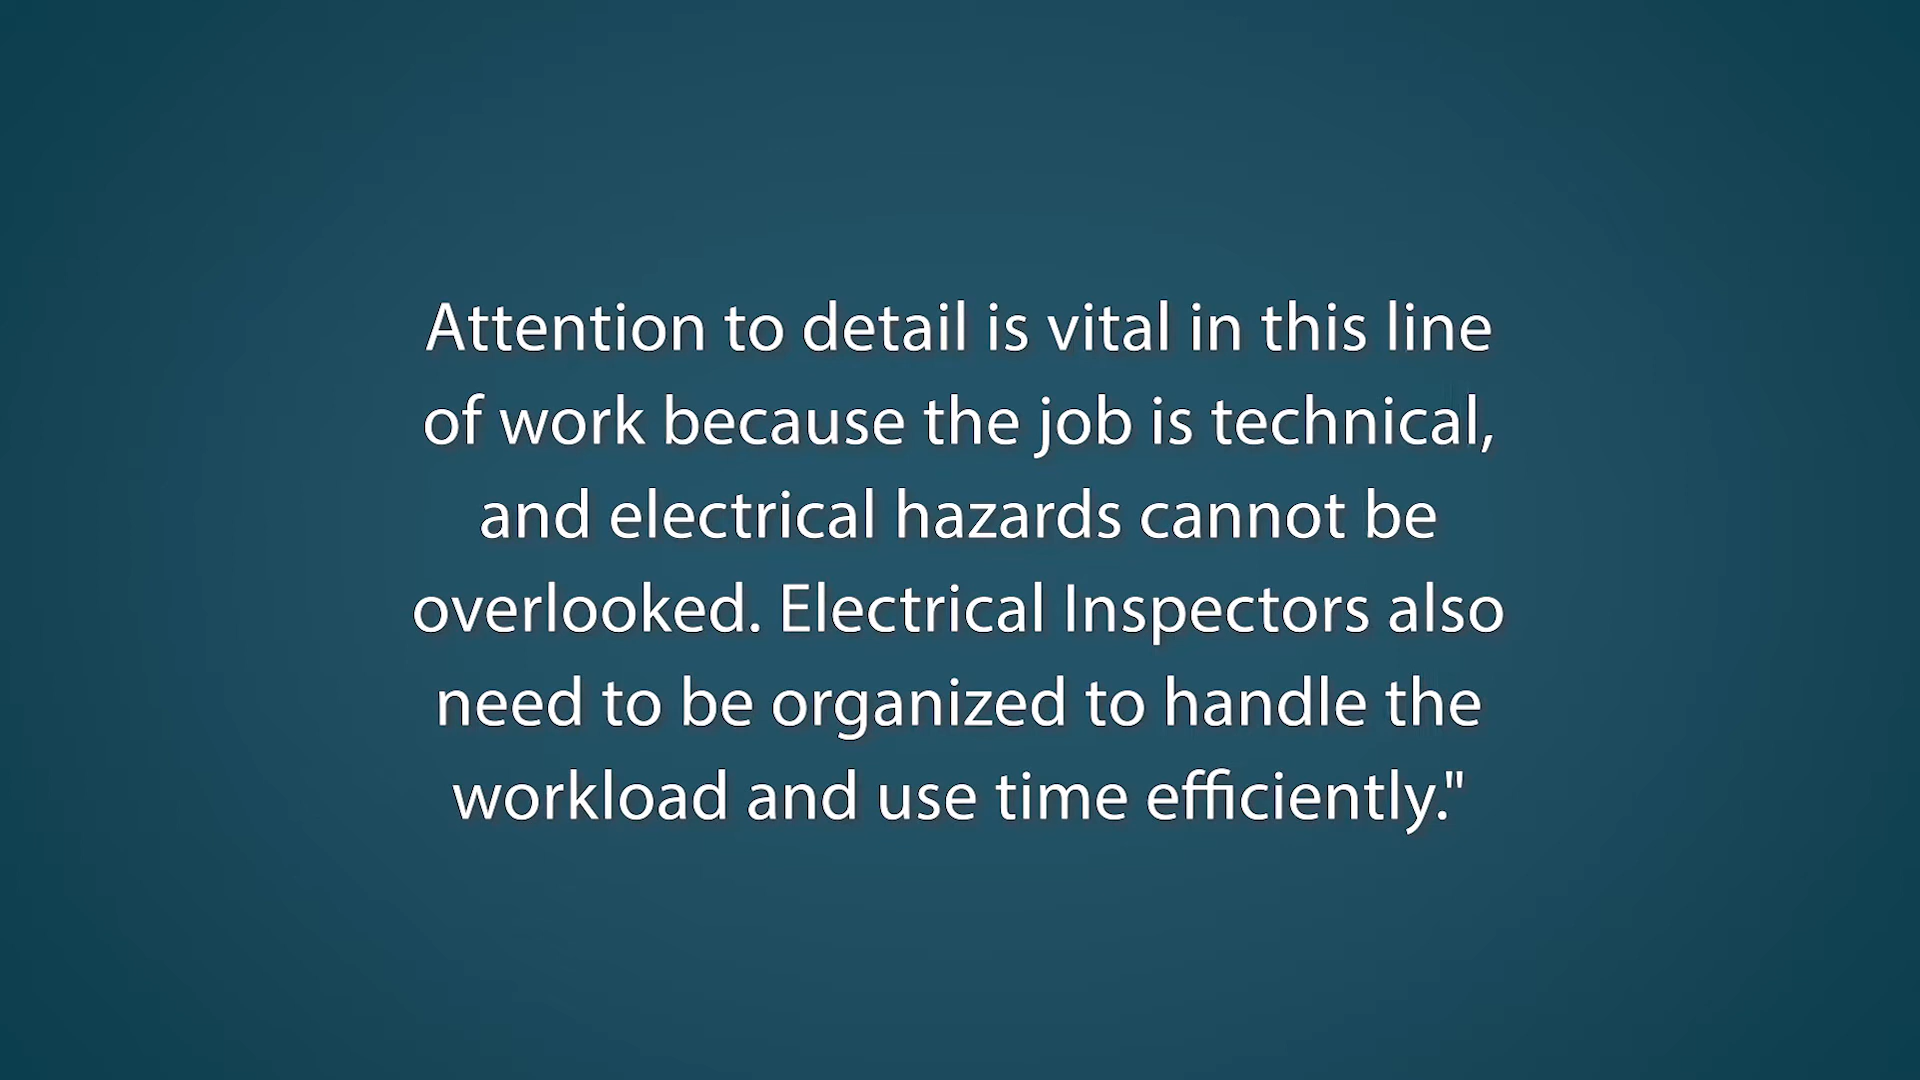 Attention to detail is vital in this line
of work because the job is technical,
and electrical hazards cannot be
overlooked. Electrical Inspectors also
need to be organized to handle the
workload and use time efficiently."